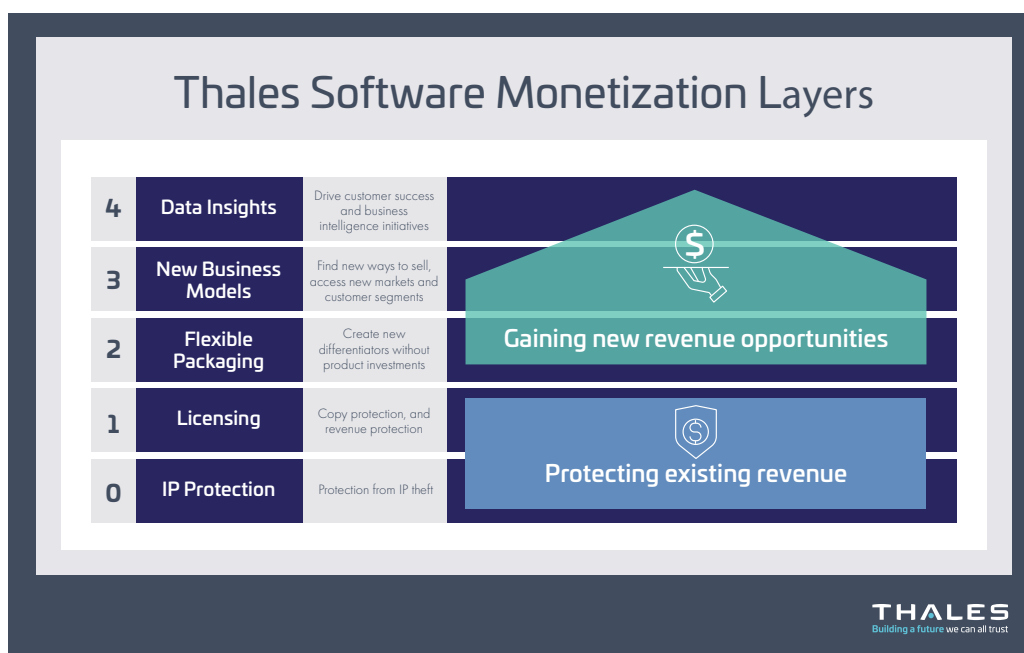 Thales Software Monetization Layers
4
Data Insights
Drive customer success
and business
intelligence initiatives
$
3
New Business
Models
Find new ways to sell,
access new markets and
customer segments
2
Flexible
Packaging
Create new
differentiators without
product investments
Gaining new revenue opportunities
1
Licensing
Copy protection, and
revenue protection
$
Protecting existing revenue
0
IP Protection
Protection from IP theft
THALES
Building a future we can all trust